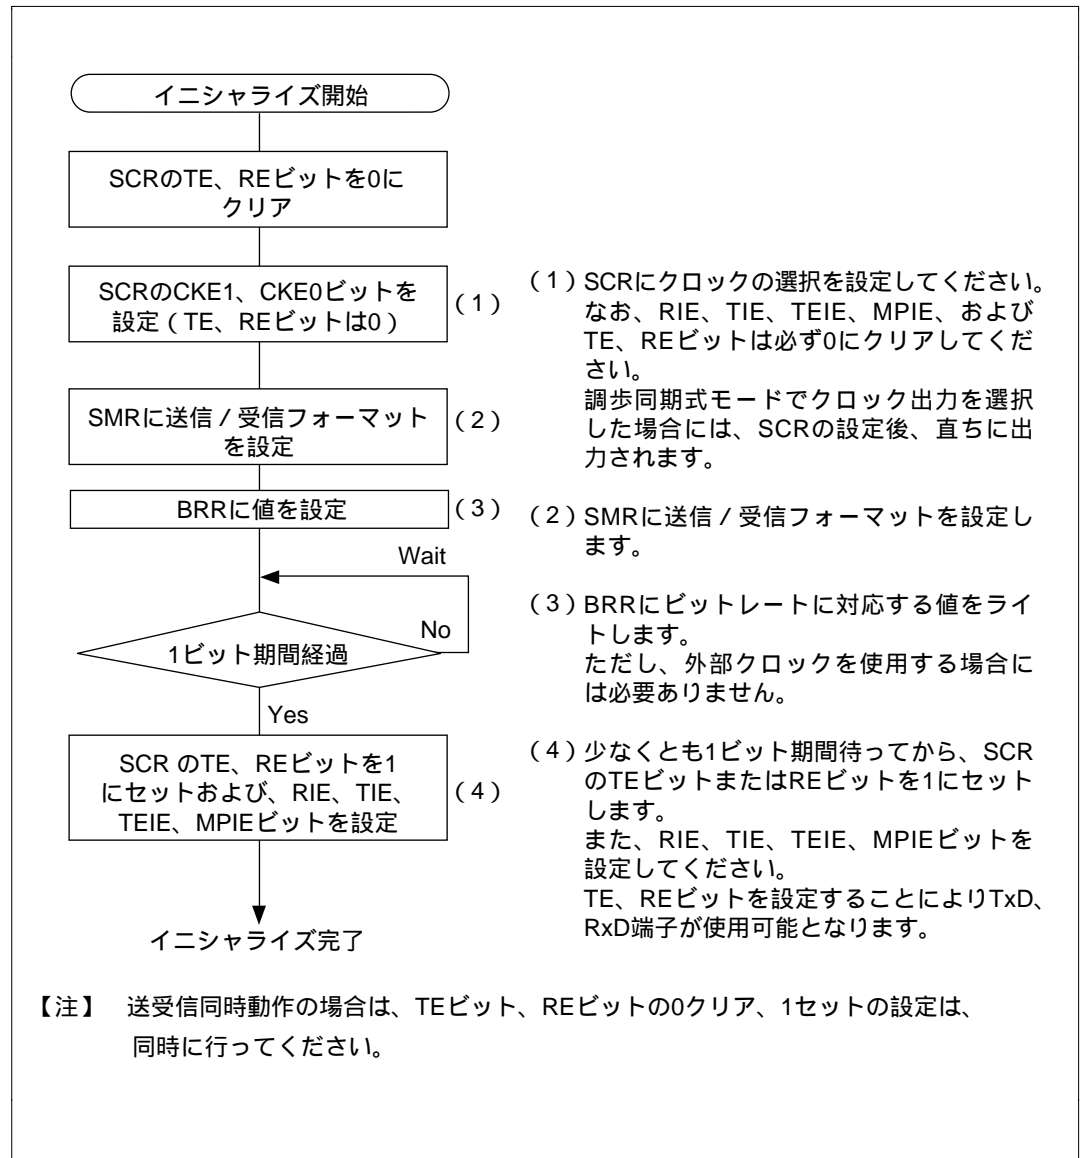 イニシャライズ開始
SCRのTE、REビットを0に
クリア
SCRのCKE1、CKE0ビットを
設定（TE、REビットは0）
（1）
SMRに送信／受信フォーマット
を設定
（2）
BRRに値を設定
（3）
Wait
1ビット期間経過
No
Yes
SCR のTE、REビットを1
にセットおよび、RIE、TIE、
TEIE、MPIEビットを設定
（4）
イニシャライズ完了
（1）SCRにクロックの選択を設定してください。
なお、RIE、TIE、TEIE、MPIE、および
TE、REビットは必ず0にクリアしてくだ
さい。
調歩同期式モードでクロック出力を選択
した場合には、SCRの設定後、直ちに出
力されます。
（2）SMRに送信／受信フォーマットを設定し
ます。
（3）BRRにビットレートに対応する値をライ
トします。
ただし、外部クロックを使用する場合に
は必要ありません。
（4）少なくとも1ビット期間待ってから、SCR
のTEビットまたはREビットを1にセット
します。
また、RIE、TIE、TEIE、MPIEビットを
設定してください。
TE、REビットを設定することによりTxD、
RxD端子が使用可能となります。
【注】 送受信同時動作の場合は、TEビット、REビットの0クリア、1セットの設定は、
同時に行ってください。